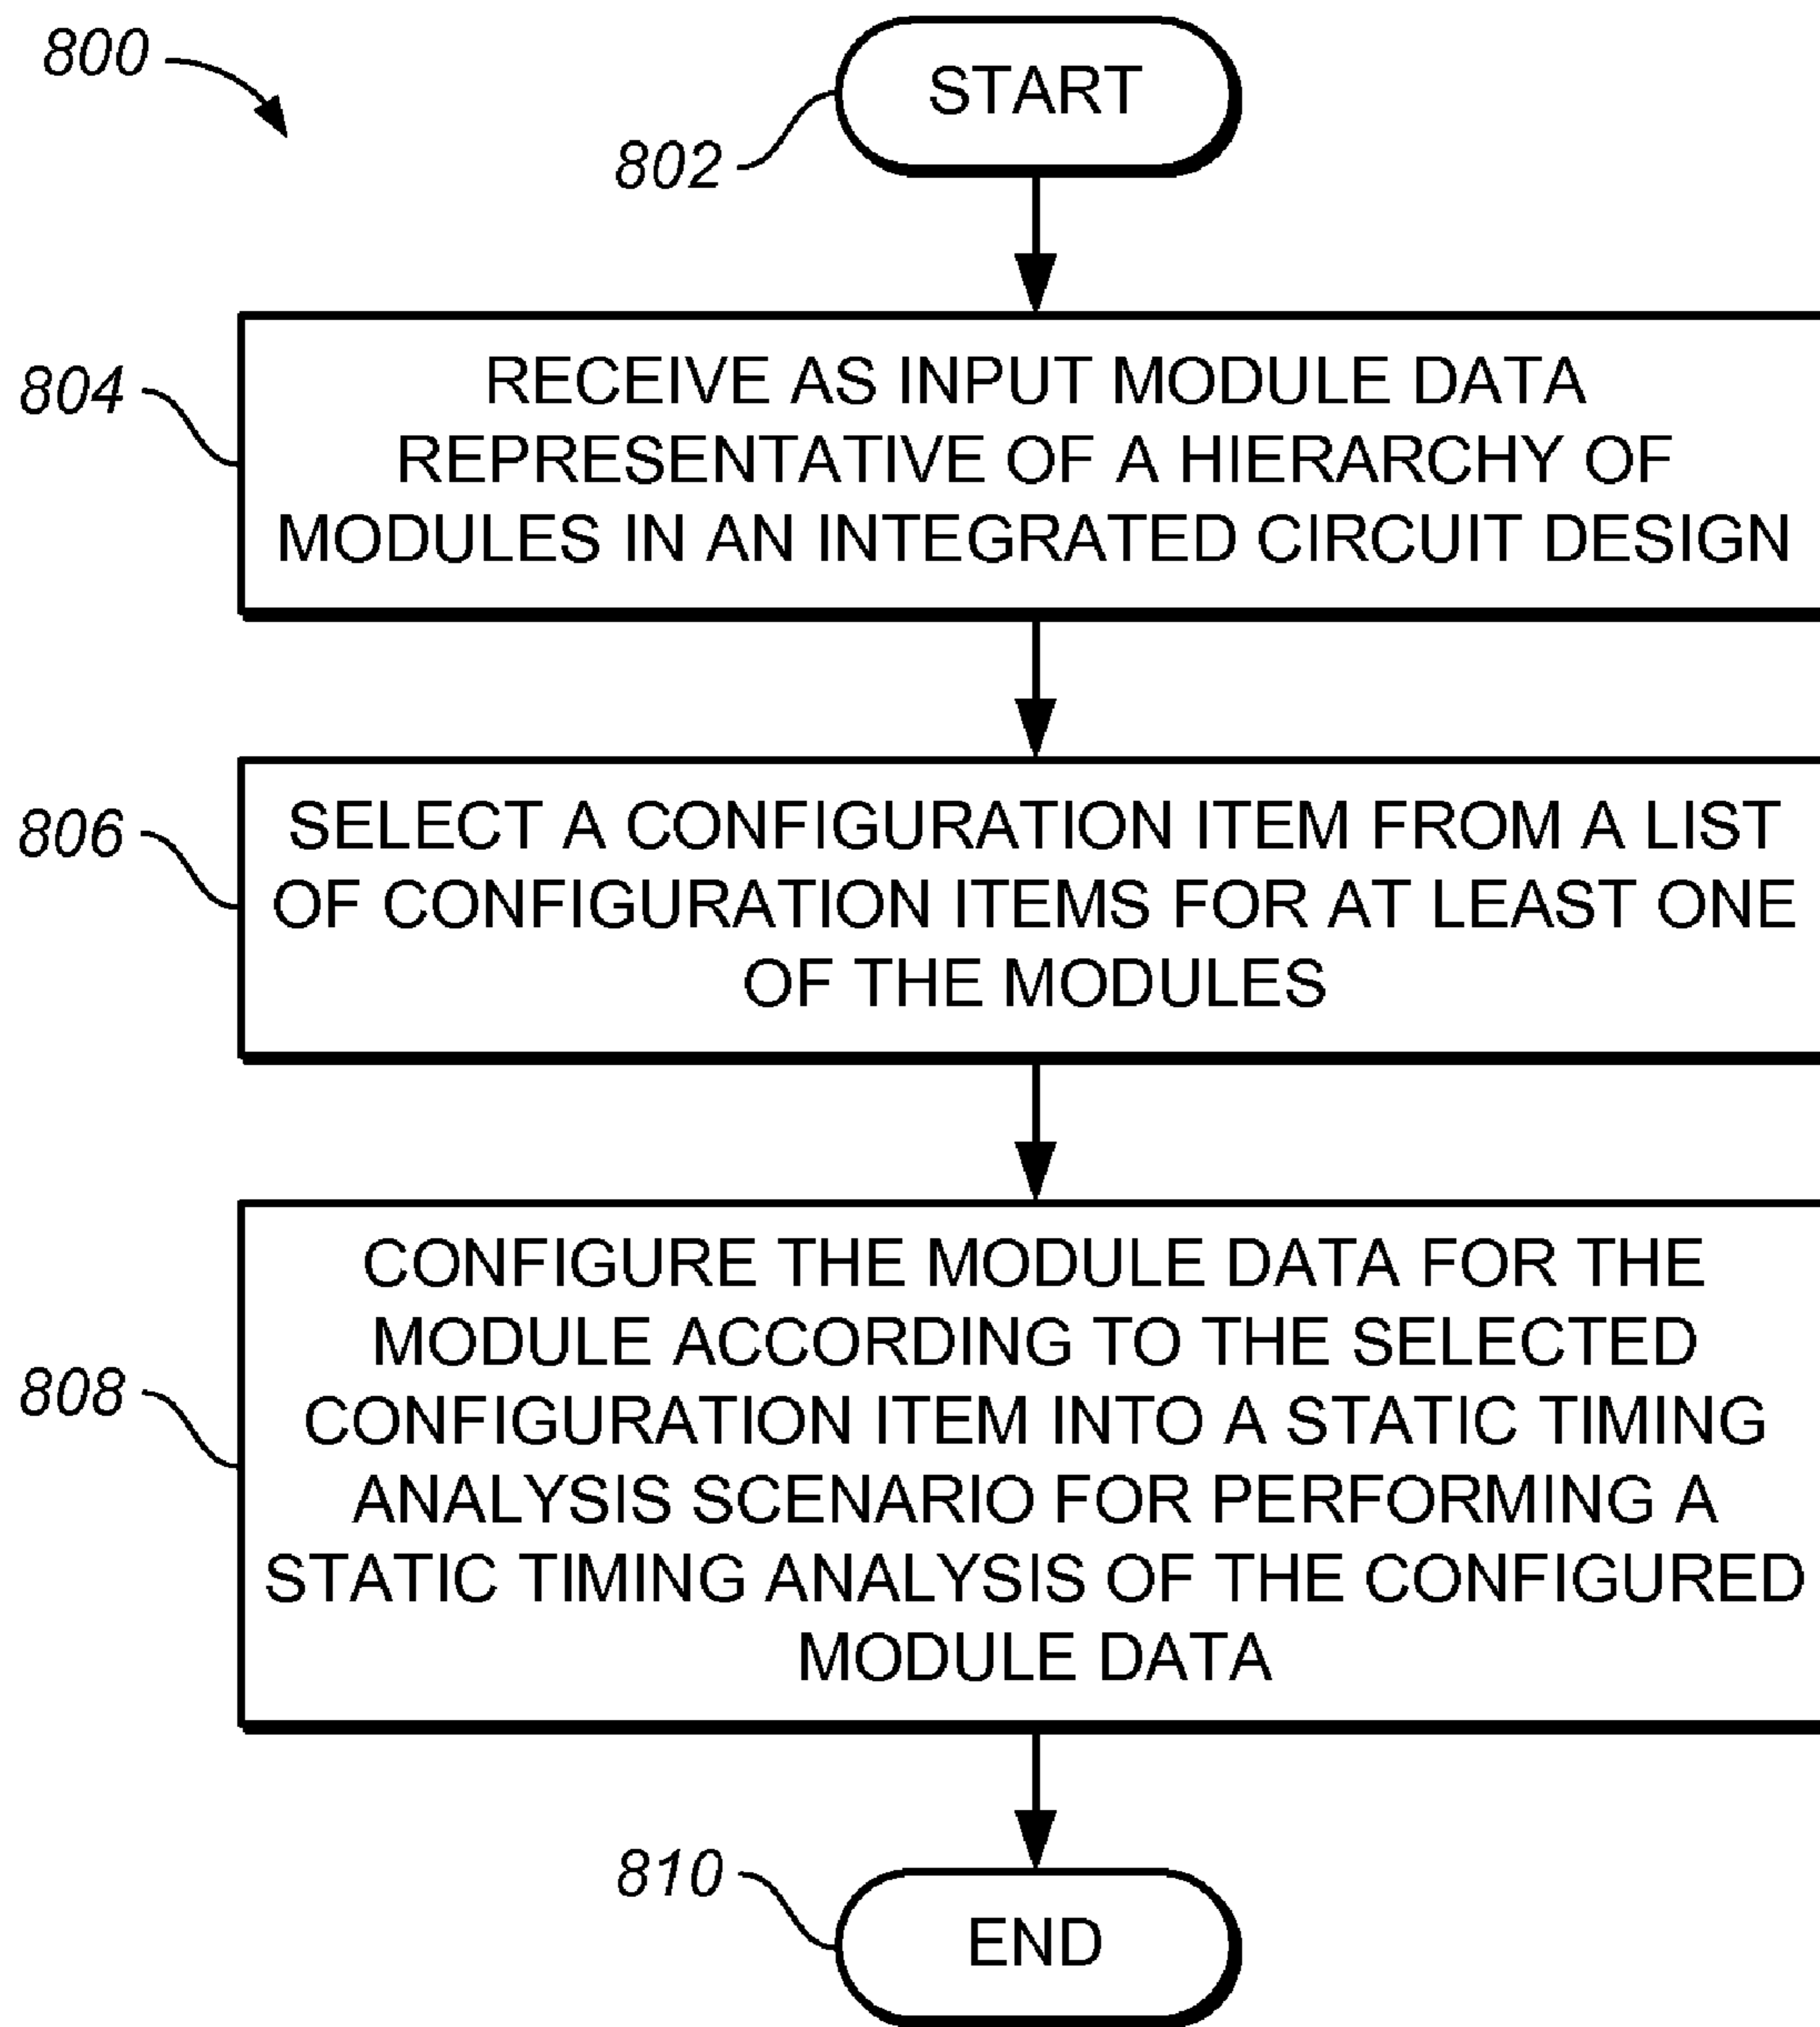 800
START
802
804
RECEIVE AS INPUT MODULE DATA
REPRESENTATIVE OF A HIERARCHY OF
MODULES IN AN INTEGRATED CIRCUIT DESIGN
806
SELECT A CONFIGURATION ITEM FROM A LIST
OF CONFIGURATION ITEMS FOR AT LEAST ONE
OF THE MODULES
808
CONFIGURE THE MODULE DATA FOR THE
MODULE ACCORDING TO THE SELECTED
CONFIGURATION ITEM INTO A STATIC TIMING
ANALYSIS SCENARIO FOR PERFORMING A
STATIC TIMING ANALYSIS OF THE CONFIGURED
MODULE DATA
810
END